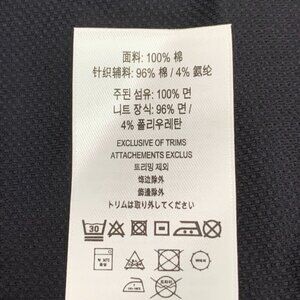 面料: 100% 棉
针织辅料: 96% 棉 / 4% 氨纶
주된 섬유: 100% 면
니트 장식: 96% 면 /
4% 폴리우레탄
EXCLUSIVE OF TRIMS
ATTACHEMENTS EXCLUS
트리밍 제외
饰边除外
飾邊除外
トリムは取り外してください
30